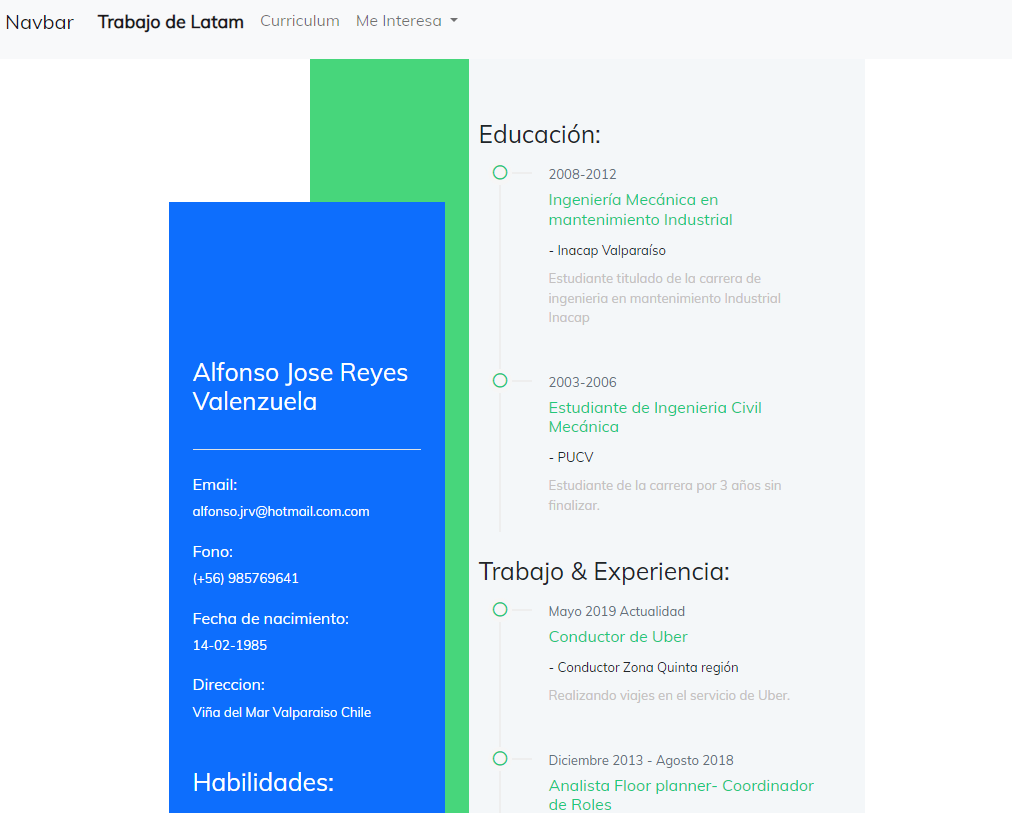 Navbar Trabajo de Latam Curriculum Me Interesa
Alfonso Jose Reyes
Valenzuela
Email:
alfonso.jrv@hotmail.com.com
Fono:
(+56) 985769641
Fecha de nacimiento:
14-02-1985
Direccion:
Viña del Mar Valparaiso Chile
Habilidades:
Educación:
2008-2012
Ingeniería Mecánica en
mantenimiento Industrial
- Inacap Valparaíso
Estudiante titulado de la carrera de
ingenieria en mantenimiento Industrial
Inacap
2003-2006
Estudiante de Ingenieria Civil
Mecánica
- PUCV
Estudiante de la carrera por 3 años sin
finalizar.
Trabajo & Experiencia:
Mayo 2019 Actualidad
Conductor de Uber
- Conductor Zona Quinta región
Realizando viajes en el servicio de Uber.
Diciembre 2013 - Agosto 2018
Analista Floor planner- Coordinador
de Roles